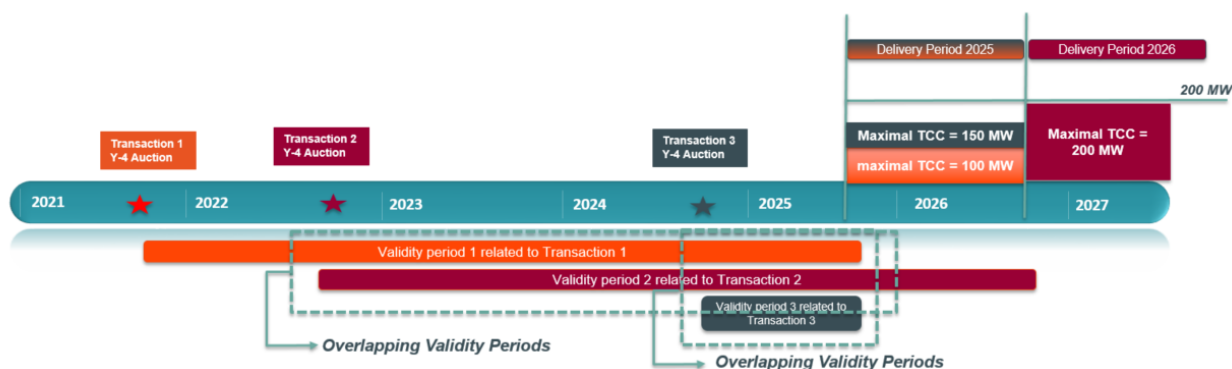 Delivery Period 2025
Delivery Period 2026
200 MW
Transaction 1
Y-4 Auction
Transaction 2
Y-4 Auction
Transaction 3
Y-4 Auction
Maximal TCC = 150 MW
maximal TCC = 100 MW
Maximal TCC =
200 MW
2021
2022
2023
2024
2025
2026
2027
Validity period 1 related to Transaction 1
Validity period 2 related to Transaction 2
Validity period 3 related to
Transaction 3
Overlapping Validity Periods
Overlapping Validity Periods